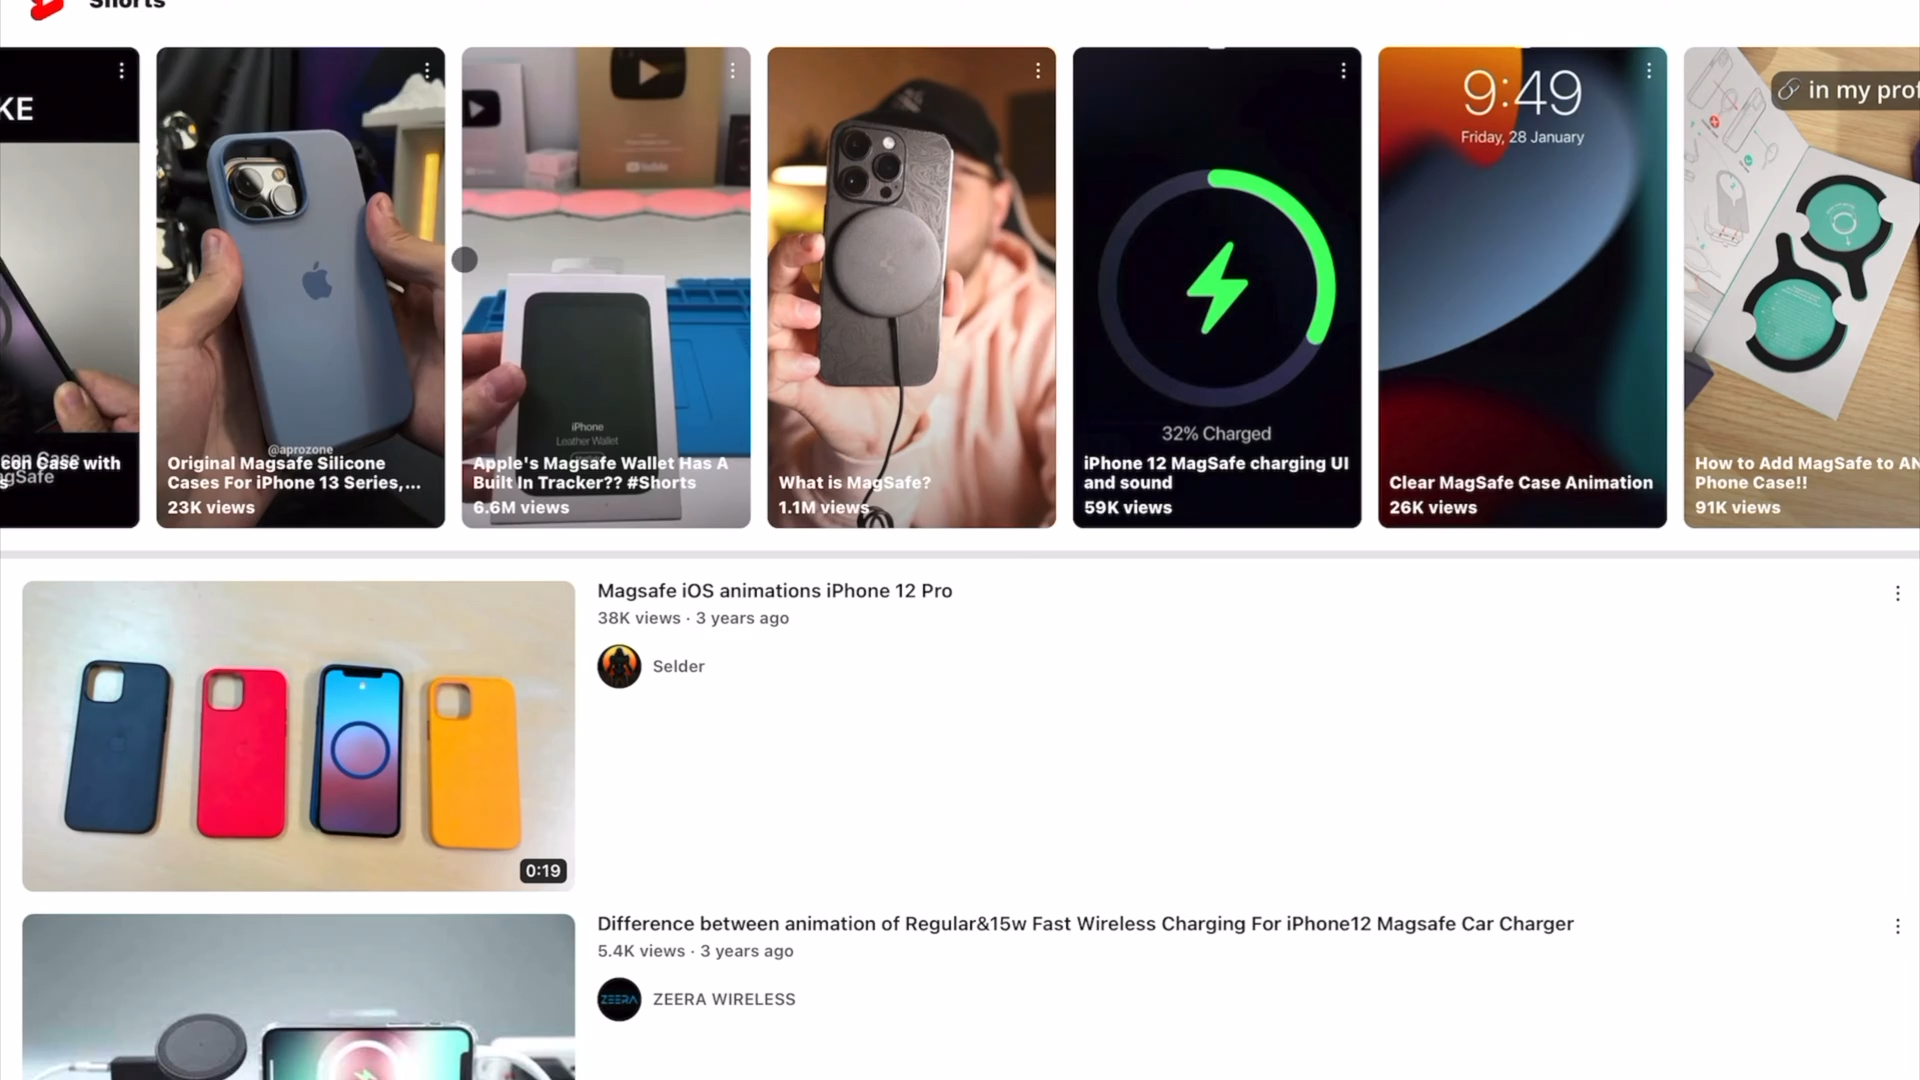 Shorts
KE
con Case with
9:49
Friday, 28 January
in my prof
iPhone
Leather Wallet
32% Charged
@aprozone
Original Magsafe Silicone
Cases For iPhone 13 Series,...
23K views
Apple's Magsafe Wallet Has A
Built In Tracker?? #Shorts
6.6M views
What is MagSafe?
1.1M views
iPhone 12 MagSafe charging UI
and sound
59K views
Clear MagSafe Case Animation
26K views
How to Add MagSafe to AN
Phone Case!!
91K views
Magsafe iOS animations iPhone 12 Pro
38K views · 3 years ago
Selder
0:19
Difference between animation of Regular&15w Fast Wireless Charging For iPhone12 Magsafe Car Charger
5.4K views · 3 years ago
ZEERA
ZEERA WIRELESS